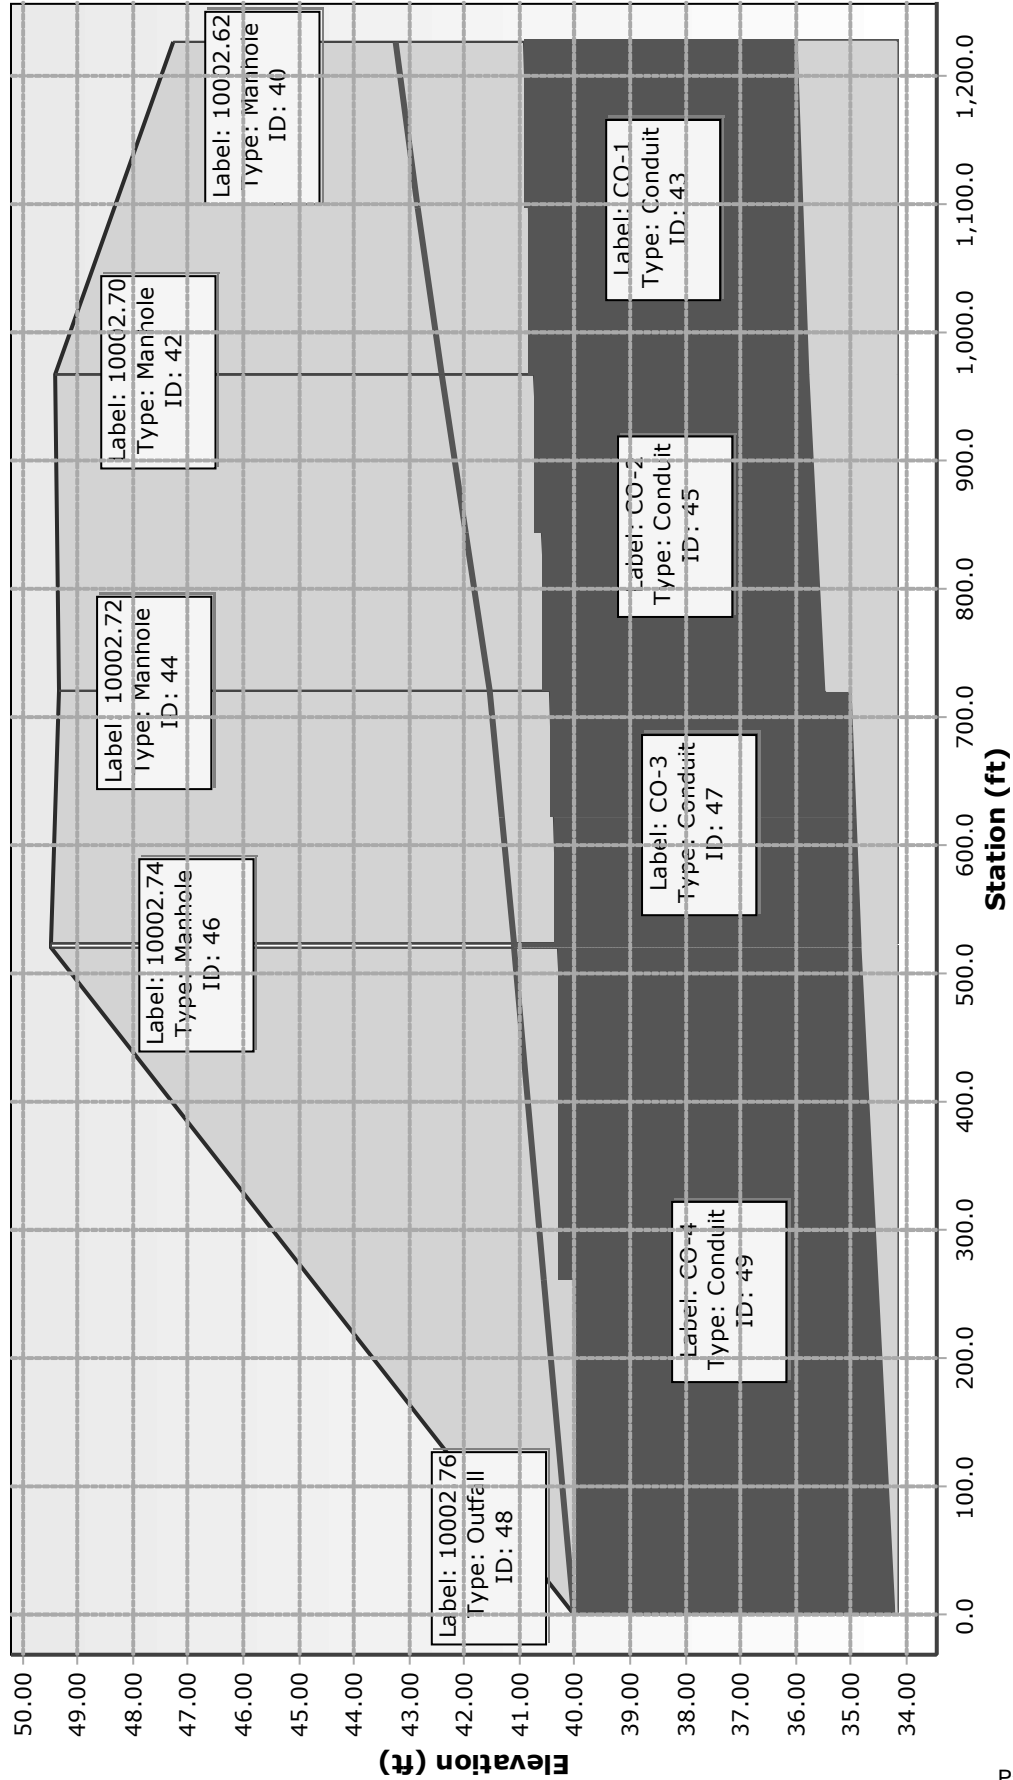 50.00
49.00
48.00
47.00
46.00
45.00
44.00
43.00
42.00
41.00
40.00
39.00
38.00
37.00
36.00
35.00
34.00
Elevation (ft)
Label: 10002.76
Type: Outfall
ID: 48
Label: 10002.74
Type: Manhole
ID: 46
Label 10002.72
Type: Manhole
ID: 44
Label: 10002.70
Type: Manhole
ID: 42
Label: 10002.62
Type: Manhole
ID: 40
Label: CO-4
Type: Conduit
ID: 49
Label: CO-3
Type: Conduit
ID: 47
Label: CO-2
Type: Conduit
ID: 45
Label: CO-1
Type: Conduit
ID: 43
0.0
100.0
200.0
300.0
400.0
500.0
600.0
700.0
800.0
900.0
1,000.0
1,100.0
1,200.0
Station (ft)